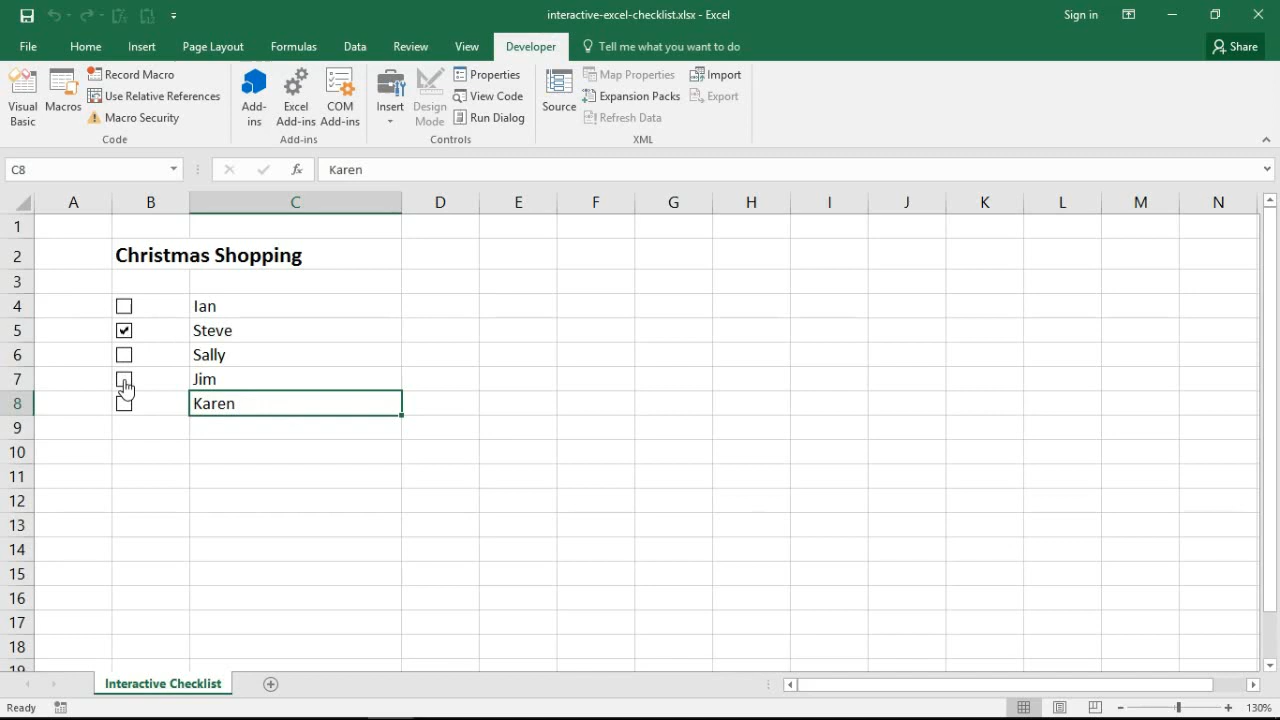 interactive-excel-checklist.xlsx - Excel
Sign in
File Home Insert Page Layout Formulas Data Review View Developer Tell me what you want to do Share
Visual Basic
Macros
Record Macro
Use Relative References
Macro Security
Code
Add-ins
Excel Add-ins
COM Add-ins
Add-ins
Insert
Design Mode
Properties
View Code
Run Dialog
Controls
Source
Map Properties
Expansion Packs
Refresh Data
Import
Export
XML
C8 fx Karen
A B C D E F G H I J K L M N
1
2 Christmas Shopping
3
4 Ian
5 Steve
6 Sally
7 Jim
8 Karen
9
10
11
12
13
14
15
16
17
18
19
Interactive Checklist
Ready 130%